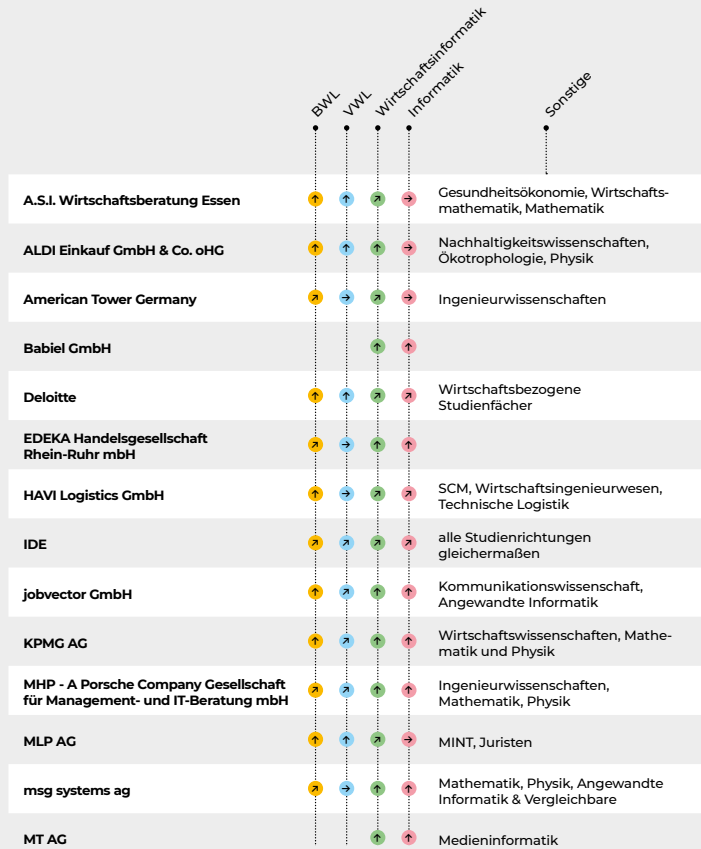 BWL
VWL
Wirtschaftsinformatik
Informatik
Sonstige
A.S.I. Wirtschaftsberatung Essen ↑ ↑ ↗ → Gesundheitsökonomie, Wirtschafts-
mathematik, Mathematik
ALDI Einkauf GmbH & Co. oHG ↑ ↑ ↑ → Nachhaltigkeitswissenschaften,
Ökotrophologie, Physik
American Tower Germany ↗ → ↗ → Ingenieurwissenschaften
Babiel GmbH ↑ ↑
Deloitte ↑ ↑ ↗ ↗ Wirtschaftsbezogene
Studienfächer
EDEKA Handelsgesellschaft
Rhein-Ruhr mbH ↗ → ↑ ↑
HAVI Logistics GmbH ↑ → ↗ ↗ SCM, Wirtschaftsingenieurwesen,
Technische Logistik
IDE ↗ ↗ ↗ ↗ alle Studienrichtungen
gleichermaßen
jobvector GmbH ↑ ↗ ↑ ↑ Kommunikationswissenschaft,
Angewandte Informatik
KPMG AG ↑ ↗ ↑ ↑ Wirtschaftswissenschaften, Mathe-
matik und Physik
MHP - A Porsche Company Gesellschaft
für Management- und IT-Beratung mbH ↗ ↗ ↑ ↑ Ingenieurwissenschaften,
Mathematik, Physik
MLP AG ↑ ↑ ↗ → MINT, Juristen
msg systems ag ↗ → ↑ ↑ Mathematik, Physik, Angewandte
Informatik & Vergleichbare
MT AG ↑ ↑ Medieninformatik